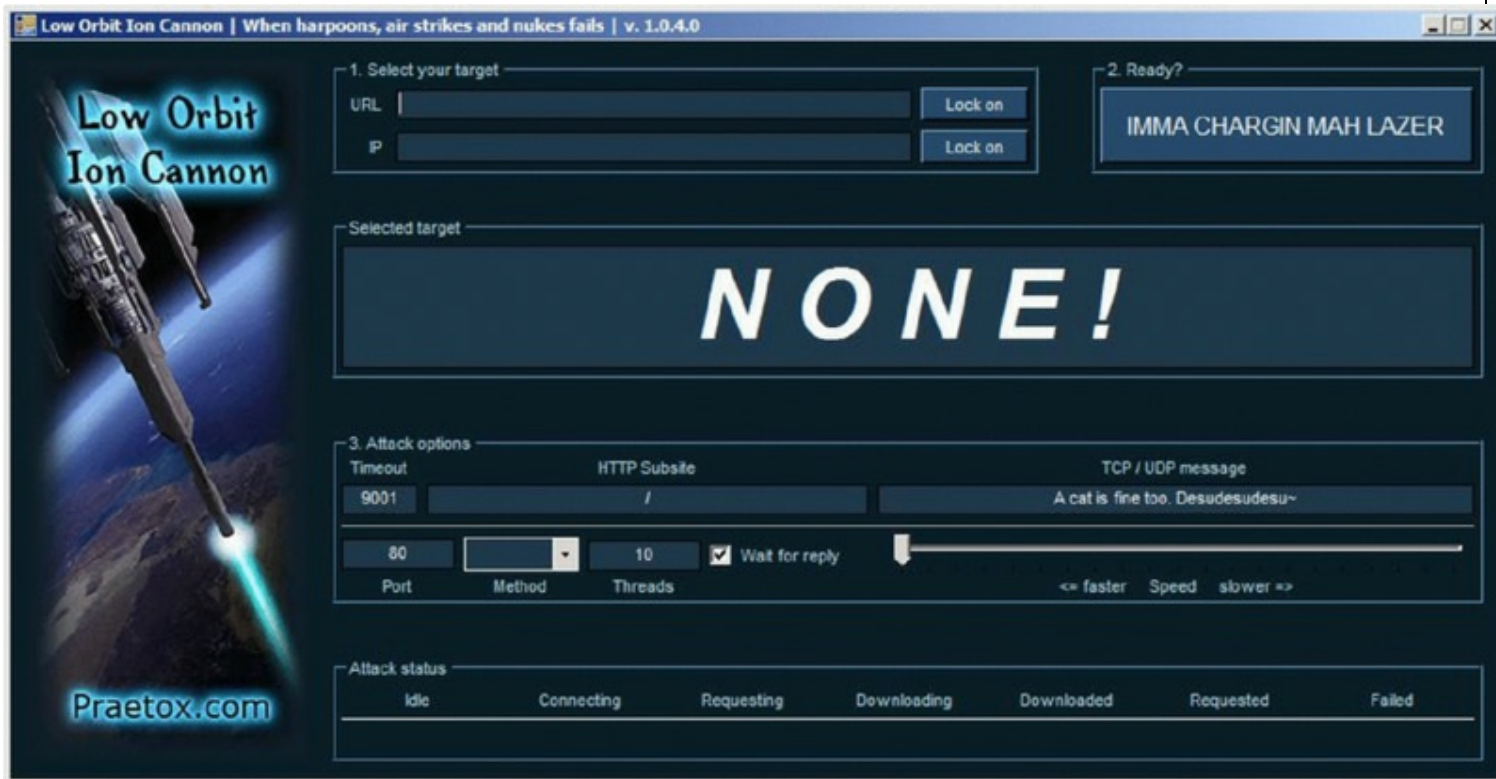 Low Orbit Ion Cannon | When harpoons, air strikes and nukes fails | v. 1.0.4.0
Low Orbit
Ion Cannon
1. Select your target
URL
Lock on
IP
Lock on
2. Ready?
IMMA CHARGIN MAH LAZER
Selected target
NONE!
3. Attack options
Timeout HTTP Subsite TCP / UDP message
9001 / A cat is fine too. Desudesudesu~
80 10 Wait for reply
Port Method Threads <= faster Speed slower =>
Attack status
Idle Connecting Requesting Downloading Downloaded Requested Failed
Praetox.com